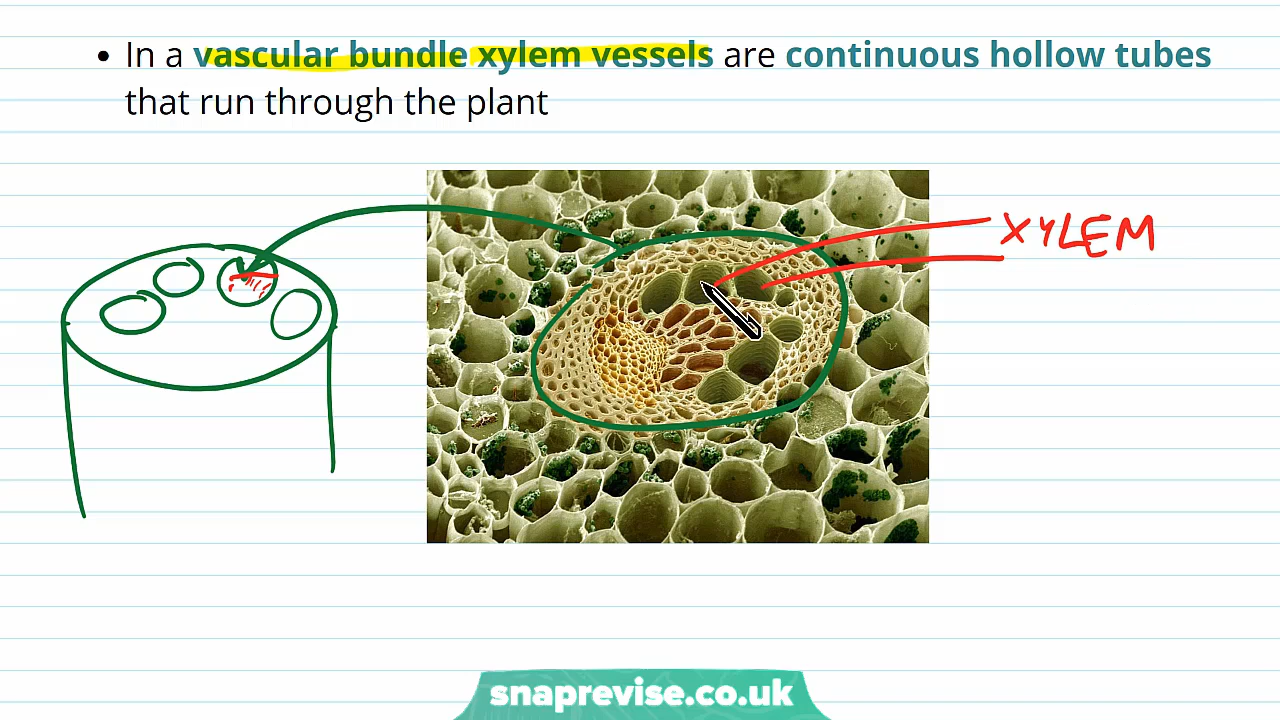 In a vascular bundle xylem vessels are continuous hollow tubes
that run through the plant
XYLEM
snaprevise.co.uk